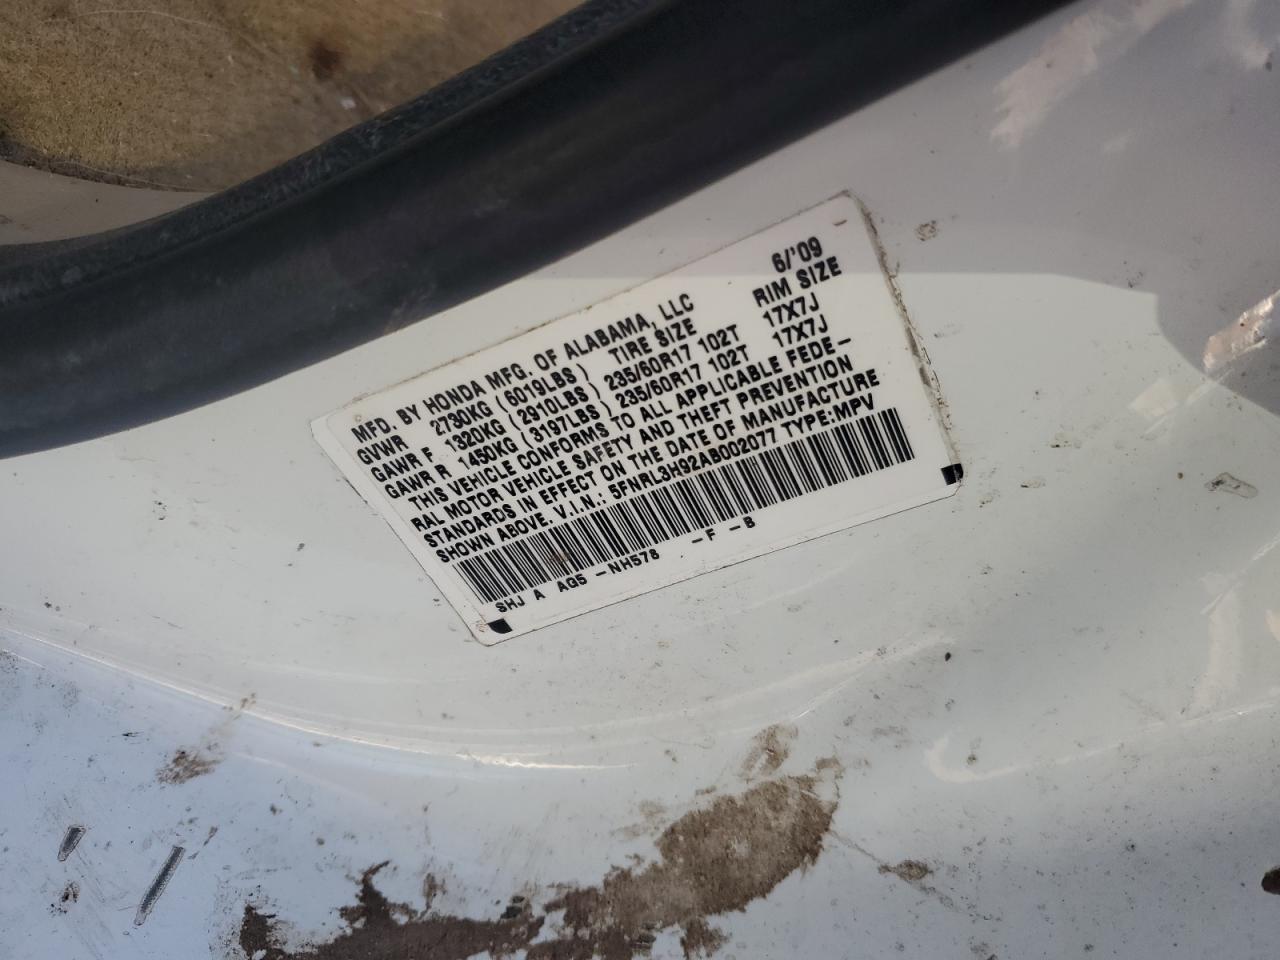 6/'09
MFD. BY HONDA MFG. OF ALABAMA, LLC
GVWR 2730KG (6019LBS) TIRE SIZE RIM SIZE
GAWR F 1320KG (2910LBS) 235/60R17 102T 17X7J
GAWR R 1450KG (3197LBS) 235/60R17 102T 17X7J
THIS VEHICLE CONFORMS TO ALL APPLICABLE FEDE-
RAL MOTOR VEHICLE SAFETY AND THEFT PREVENTION
STANDARDS IN EFFECT ON THE DATE OF MANUFACTURE
SHOWN ABOVE. V.I.N.: 5FNRL3H92AB002077 TYPE:MPV
SHJ A AG5 -NH578 -F -B